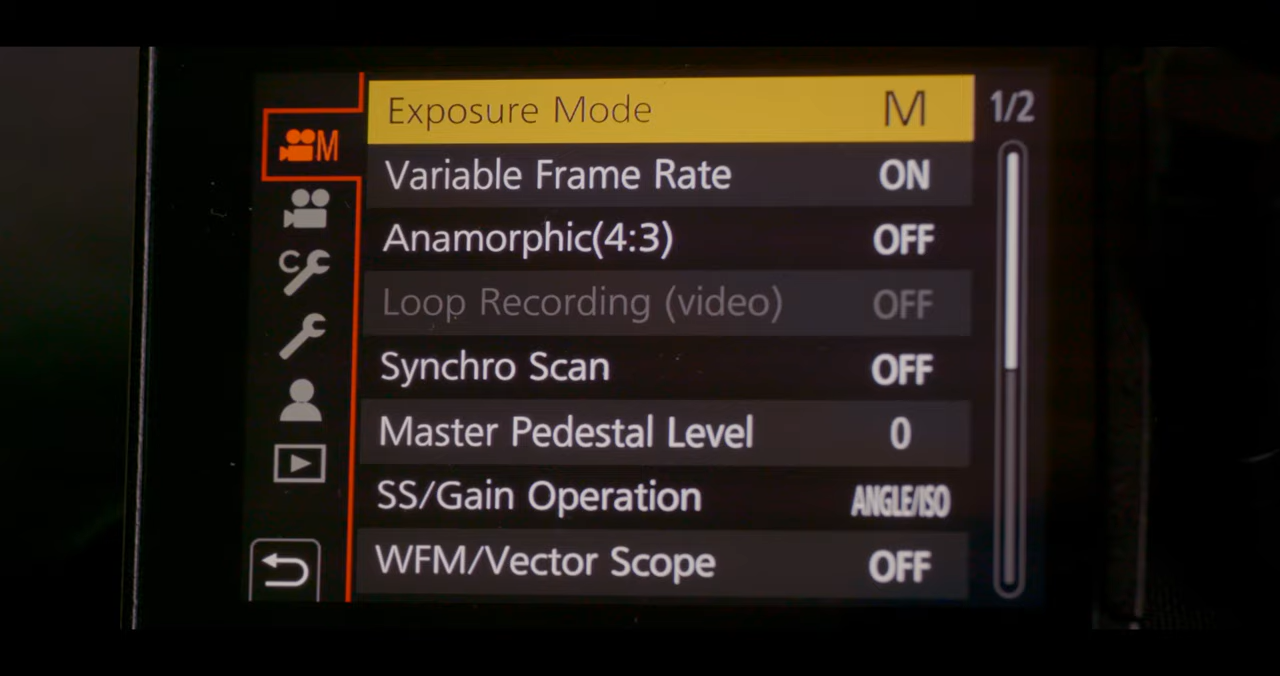 Exposure Mode M 1/2
M
Variable Frame Rate ON
Anamorphic(4:3) OFF
C
Loop Recording (video) OFF
Synchro Scan OFF
Master Pedestal Level 0
SS/Gain Operation ANGLE/ISO
WFM/Vector Scope OFF